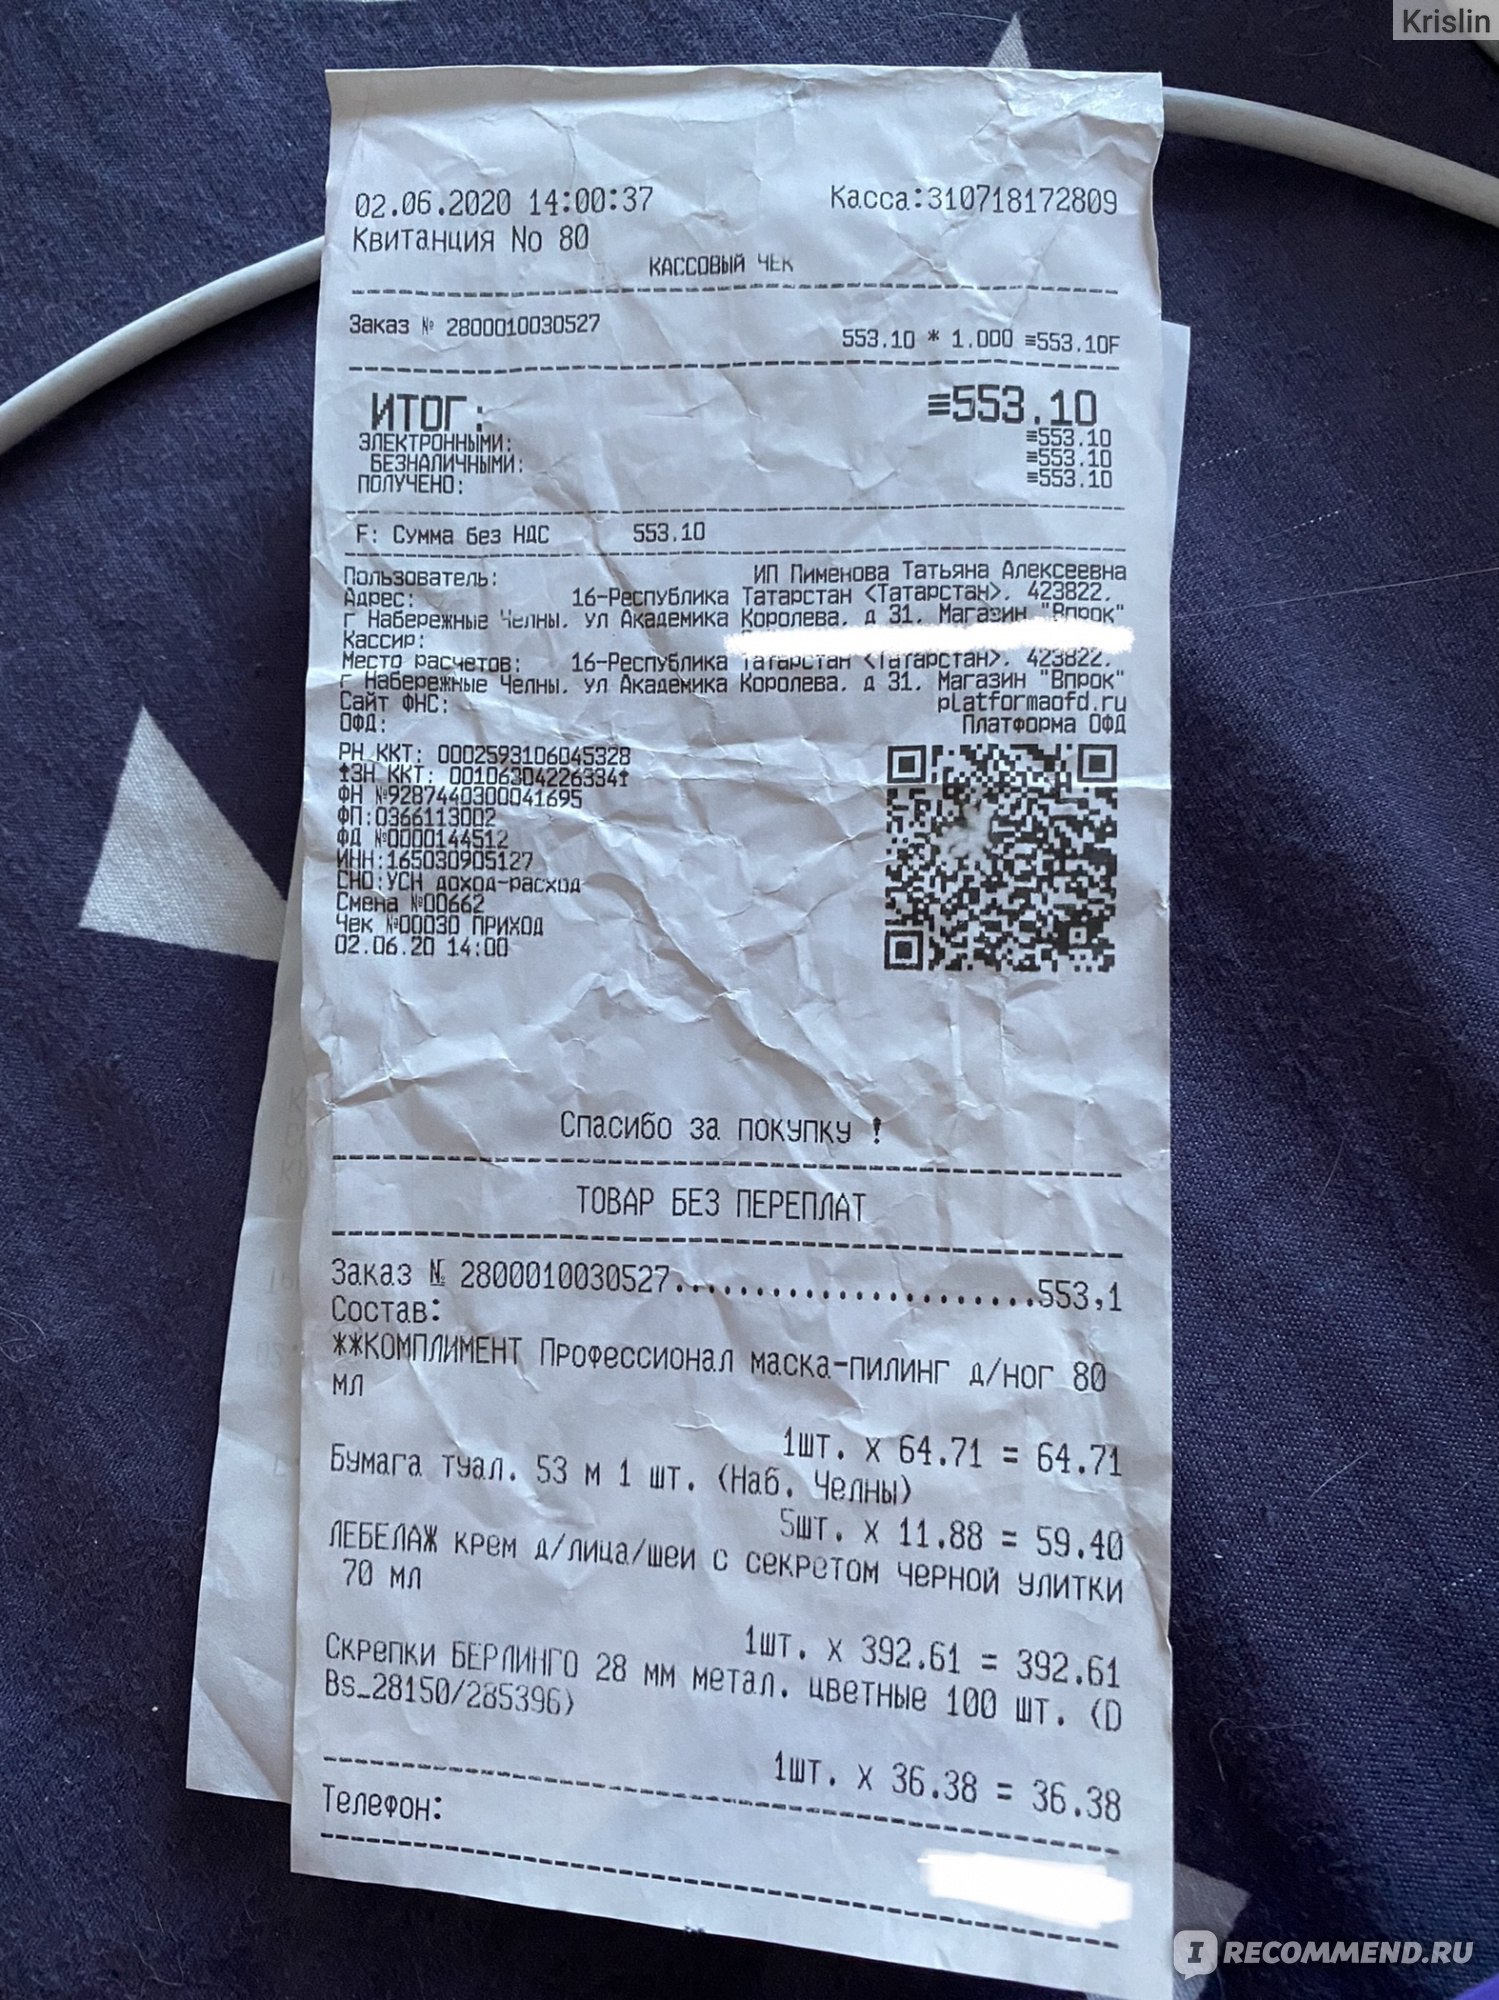 Krislin
02.06.2020 14:00:37 Касса:310718172809
Квитанция No 80
КАССОВЫЙ ЧЕК
Заказ № 2800010030527
553.10 * 1.000 ≡553.10F
ИТОГ: ≡553.10
ЭЛЕКТРОННЫМИ: ≡553.10
БЕЗНАЛИЧНЫМИ: ≡553.10
ПОЛУЧЕНО: ≡553.10
F: Сумма без НДС 553.10
Пользователь: ИП Пименова Татьяна Алексеевна
Адрес: 16-Республика Татарстан <Татарстан>, 423822,
г Набережные Челны, ул Академика Королева, д 31, Магазин "Впрок"
Кассир:
Место расчетов: 16-Республика Татарстан <Татарстан>, 423822,
г Набережные Челны, ул Академика Королева, д 31, Магазин "Впрок"
Сайт ФНС: platformaofd.ru
ОФД: Платформа ОФД
РН ККТ: 0002593106045328
↑ЗН ККТ: 00106304226334↑
ФН №9287440300041695
ФП:0366113002
ФД №0000144512
ИНН:165030905127
СНО:УСН доход-расход
Смена №00662
Чек №00030 ПРИХОД
02.06.20 14:00
Спасибо за покупку !
ТОВАР БЕЗ ПЕРЕПЛАТ
Заказ № 2800010030527......................553,1
Состав:
**КОМПЛИМЕНТ Профессионал маска-пилинг д/ног 80
мл
1шт. x 64.71 = 64.71
Бумага туал. 53 м 1 шт. (Наб. Челны)
5шт. x 11.88 = 59.40
ЛЕБЕЛАЖ крем д/лица/шеи с секретом черной улитки
70 мл
1шт. x 392.61 = 392.61
Скрепки БЕРЛИНГО 28 мм метал. цветные 100 шт. (D
Bs_28150/285396)
1шт. x 36.38 = 36.38
Телефон:
I RECOMMEND.RU